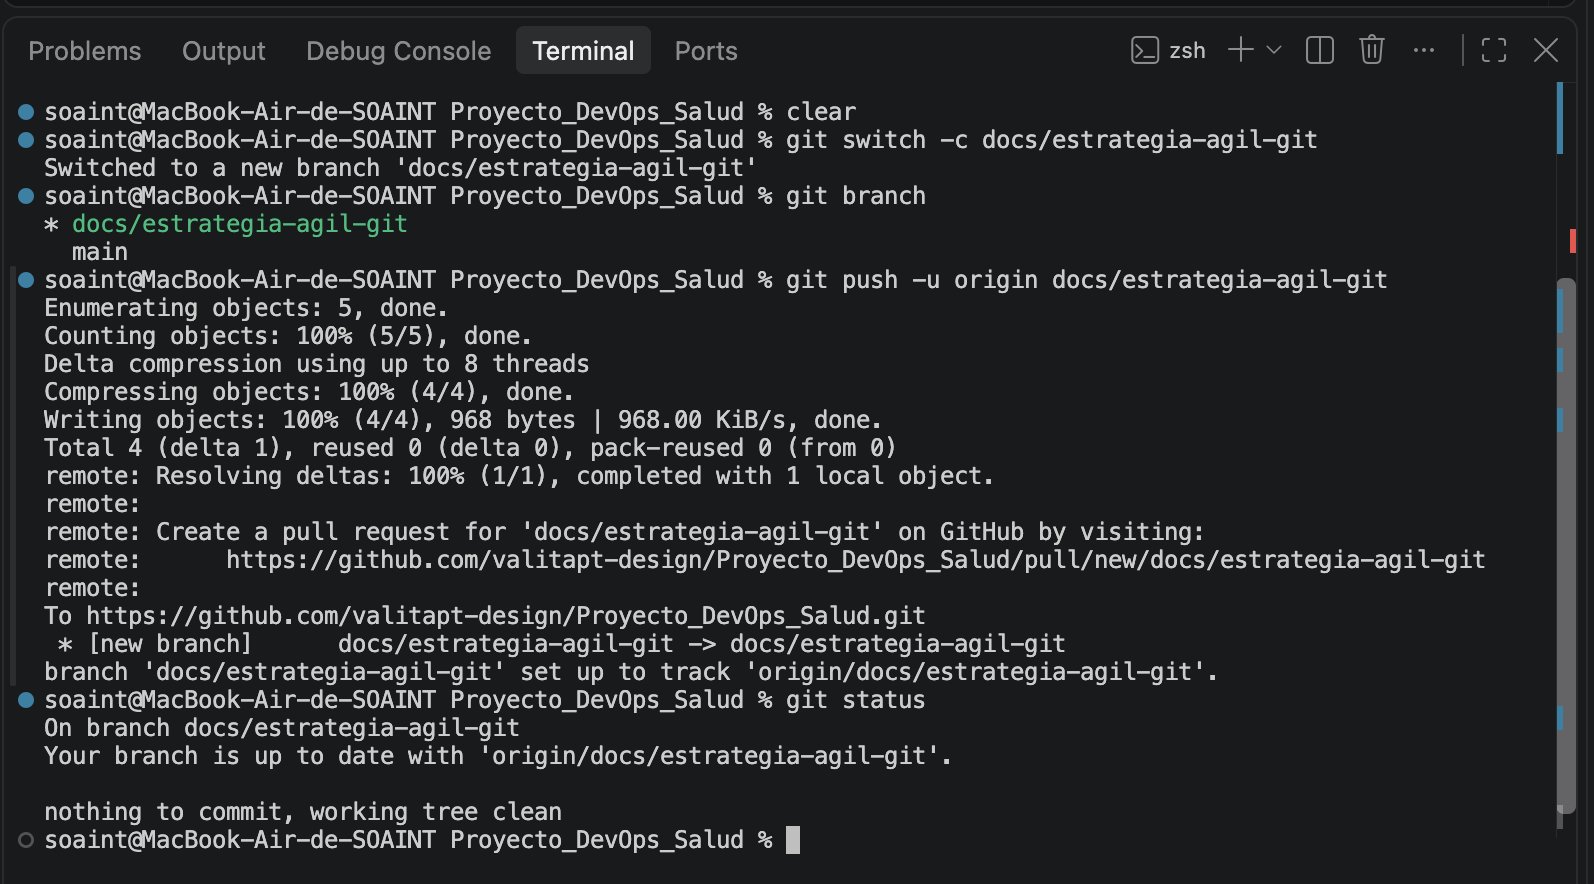 Problems Output Debug Console Terminal Ports zsh
soaint@MacBook-Air-de-SOAINT Proyecto_DevOps_Salud % clear
soaint@MacBook-Air-de-SOAINT Proyecto_DevOps_Salud % git switch -c docs/estrategia-agil-git
Switched to a new branch 'docs/estrategia-agil-git'
soaint@MacBook-Air-de-SOAINT Proyecto_DevOps_Salud % git branch
* docs/estrategia-agil-git
  main
soaint@MacBook-Air-de-SOAINT Proyecto_DevOps_Salud % git push -u origin docs/estrategia-agil-git
Enumerating objects: 5, done.
Counting objects: 100% (5/5), done.
Delta compression using up to 8 threads
Compressing objects: 100% (4/4), done.
Writing objects: 100% (4/4), 968 bytes | 968.00 KiB/s, done.
Total 4 (delta 1), reused 0 (delta 0), pack-reused 0 (from 0)
remote: Resolving deltas: 100% (1/1), completed with 1 local object.
remote:
remote: Create a pull request for 'docs/estrategia-agil-git' on GitHub by visiting:
remote:      https://github.com/valitapt-design/Proyecto_DevOps_Salud/pull/new/docs/estrategia-agil-git
remote:
To https://github.com/valitapt-design/Proyecto_DevOps_Salud.git
 * [new branch]      docs/estrategia-agil-git -> docs/estrategia-agil-git
branch 'docs/estrategia-agil-git' set up to track 'origin/docs/estrategia-agil-git'.
soaint@MacBook-Air-de-SOAINT Proyecto_DevOps_Salud % git status
On branch docs/estrategia-agil-git
Your branch is up to date with 'origin/docs/estrategia-agil-git'.

nothing to commit, working tree clean
soaint@MacBook-Air-de-SOAINT Proyecto_DevOps_Salud %